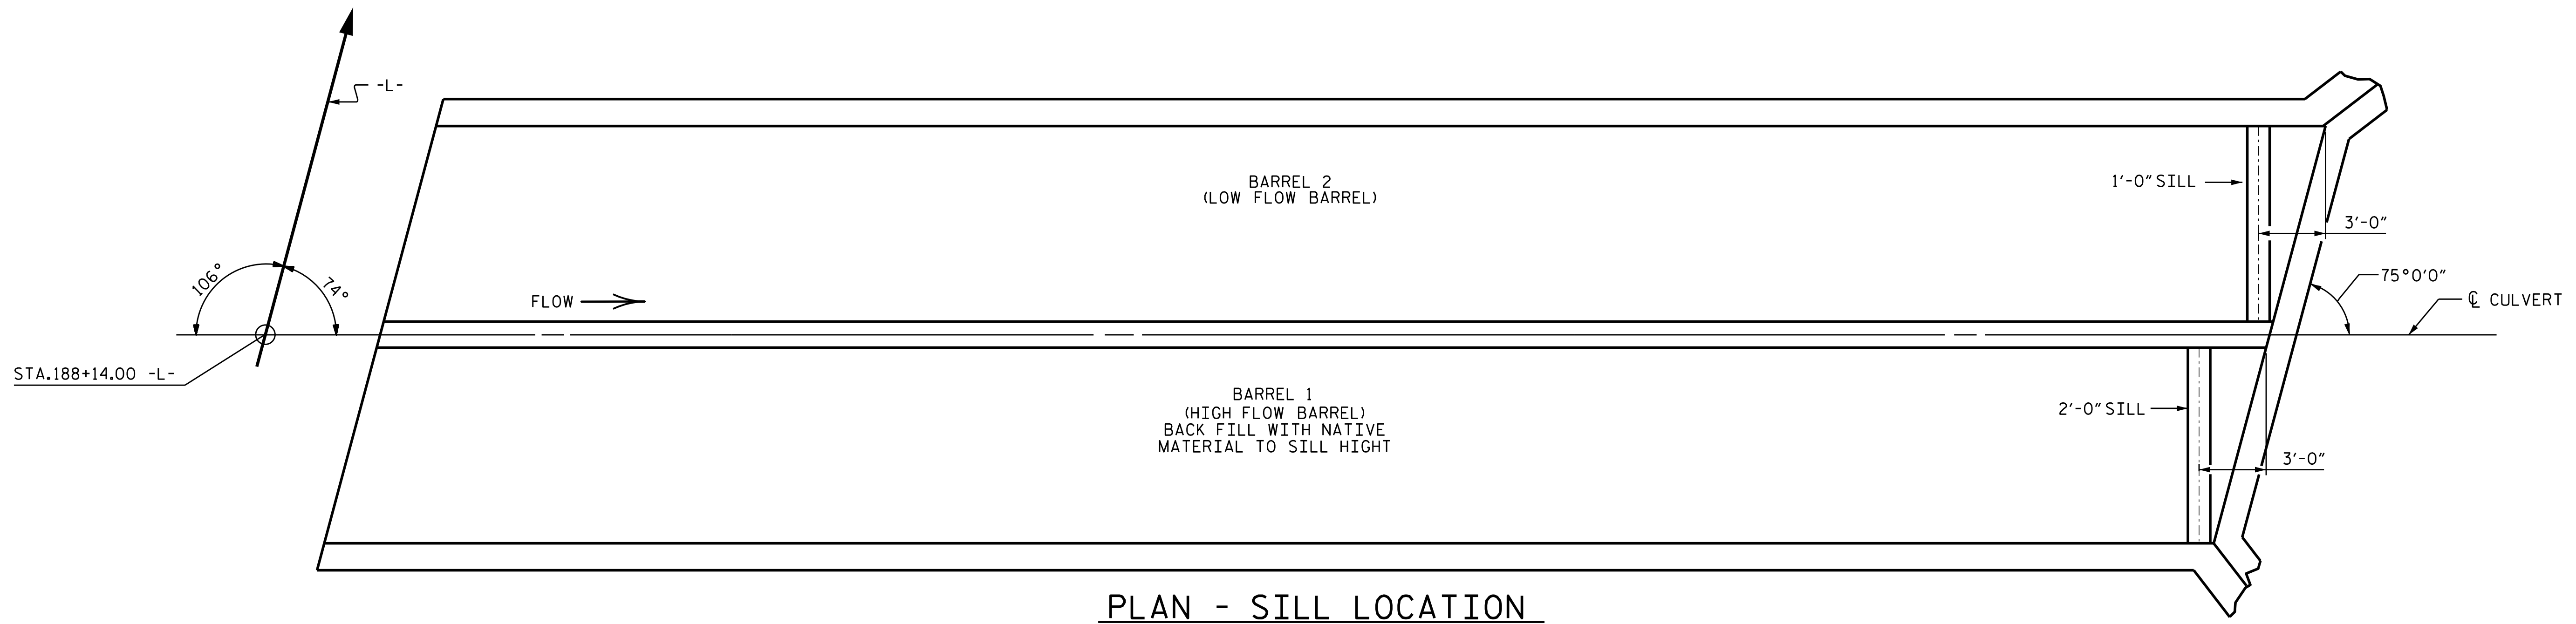 -L-
BARREL 2
(LOW FLOW BARREL)
1'-0" SILL
3'-0"
106°
74°
75°0'0"
FLOW
℄ CULVERT
STA.188+14.00 -L-
BARREL 1
(HIGH FLOW BARREL)
BACK FILL WITH NATIVE
MATERIAL TO SILL HIGHT
2'-0" SILL
3'-0"
PLAN - SILL LOCATION